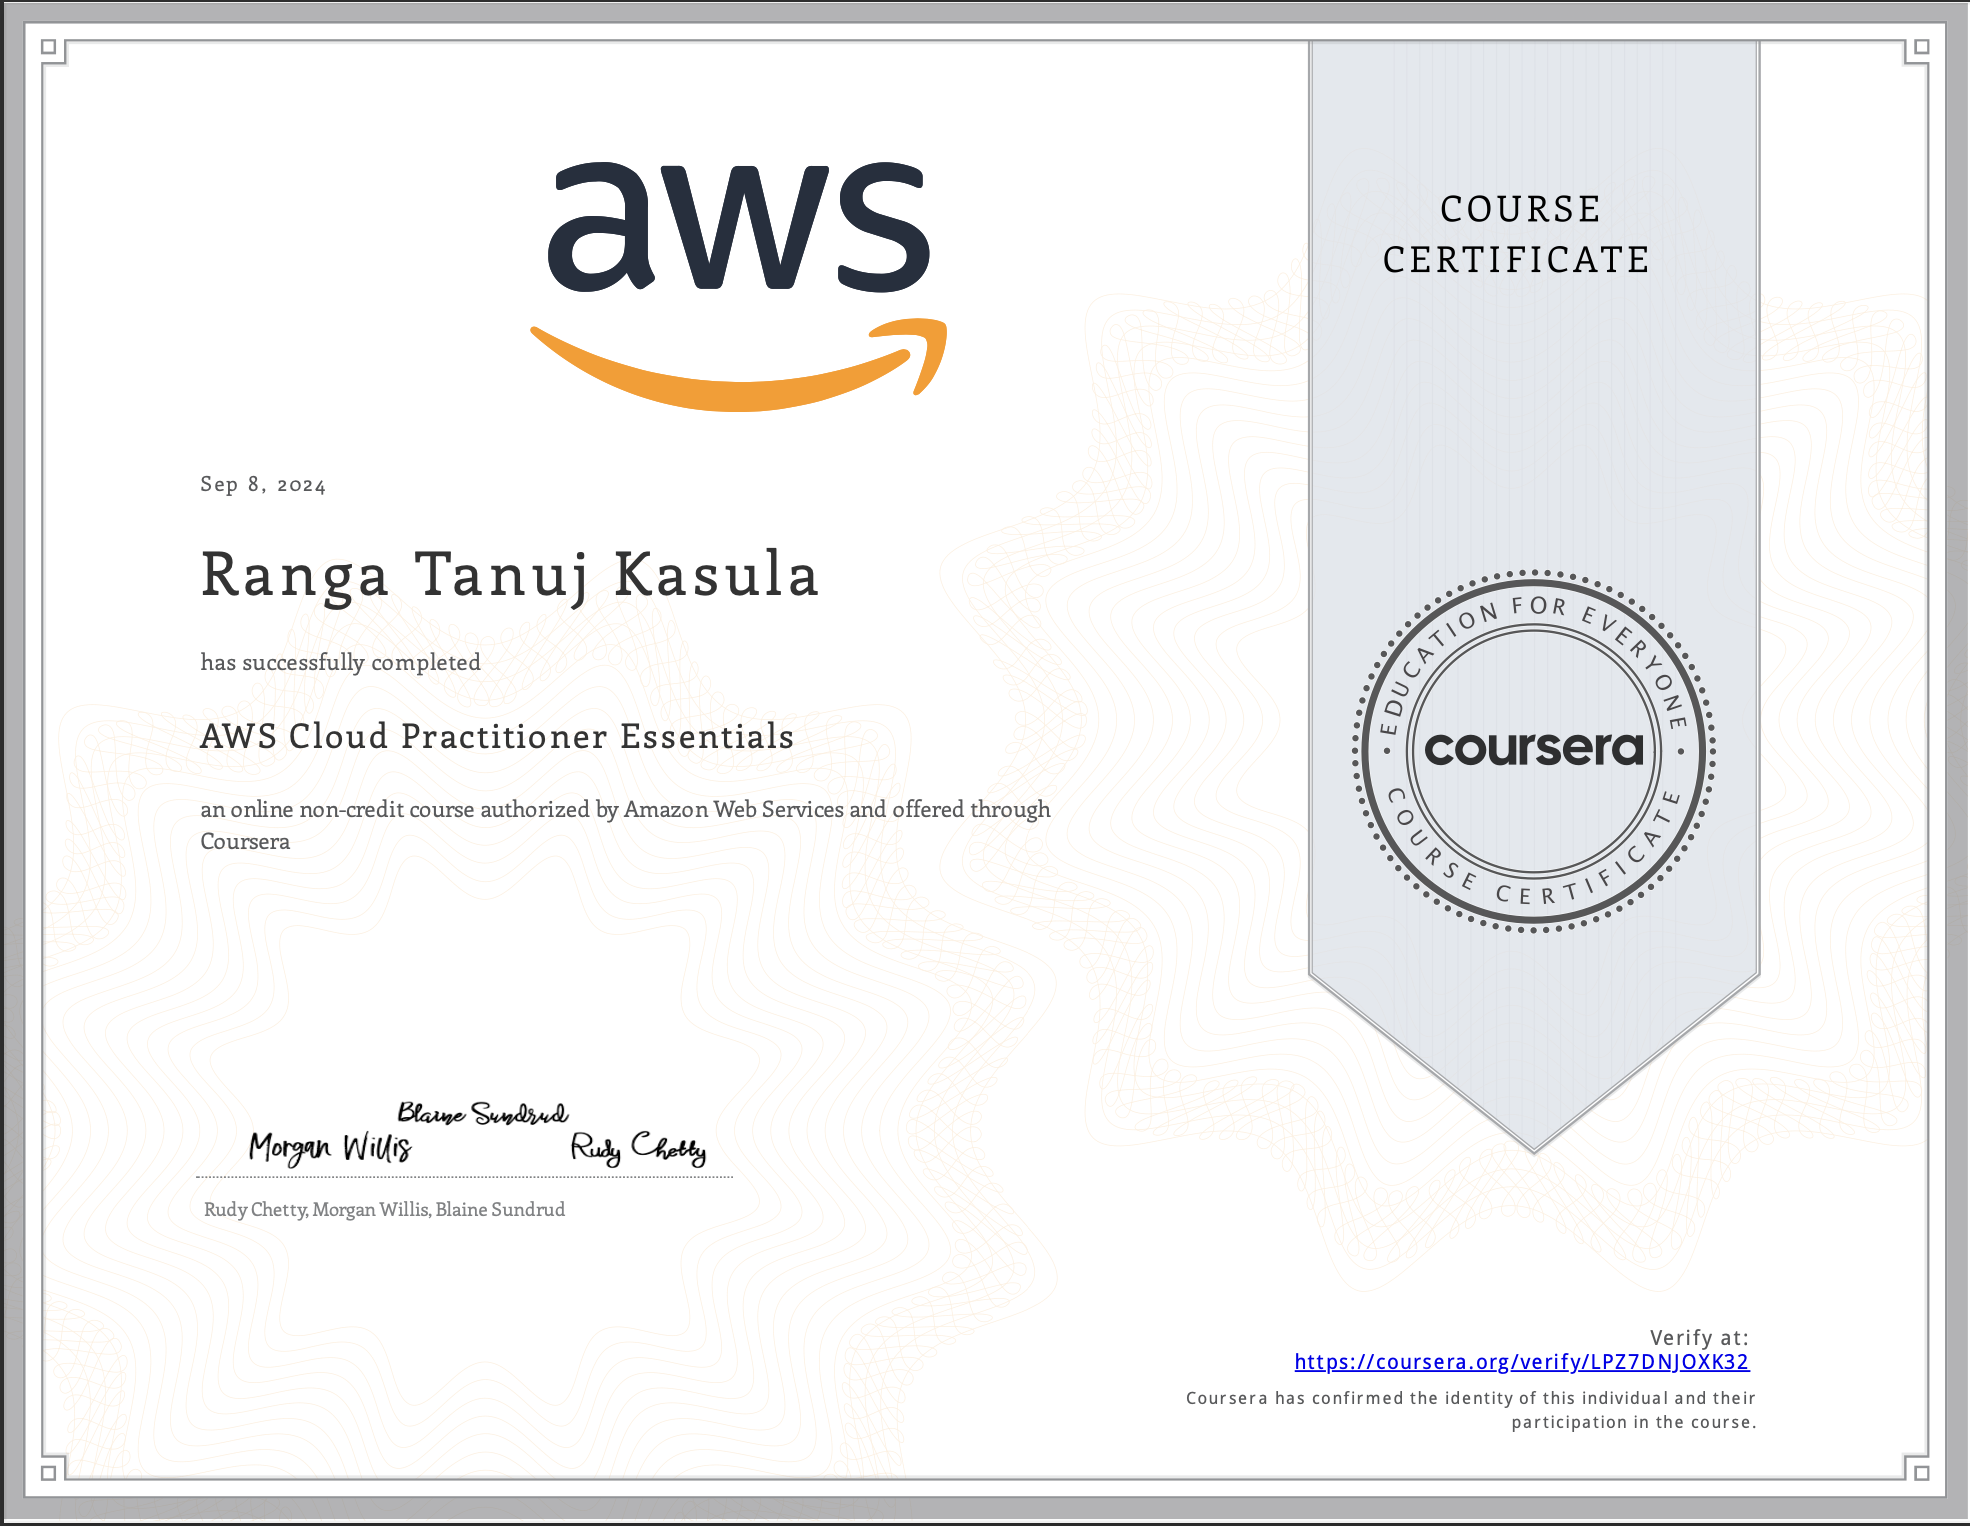 aws
COURSE
CERTIFICATE
Sep 8, 2024
Ranga Tanuj Kasula
has successfully completed
AWS Cloud Practitioner Essentials
an online non-credit course authorized by Amazon Web Services and offered through
Coursera
EDUCATION FOR EVERYONE
coursera
COURSE CERTIFICATE
Blaine Sundrud
Morgan Willis
Rudy Chetty
Rudy Chetty, Morgan Willis, Blaine Sundrud
Verify at:
https://coursera.org/verify/LPZ7DNJOXK32
Coursera has confirmed the identity of this individual and their
participation in the course.